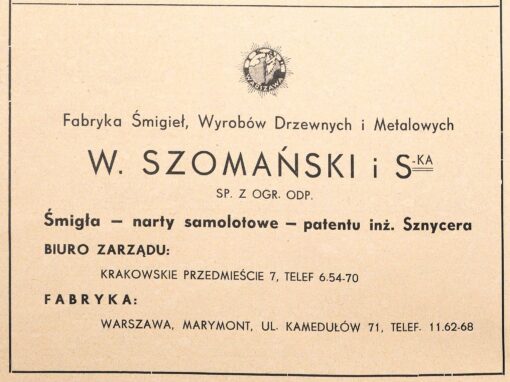 WARSZAWA
Fabryka Śmigieł, Wyrobów Drzewnych i Metalowych
W. SZOMAŃSKI i S-KA
SP. Z OGR. ODP.
Śmigła — narty samolotowe — patentu inż. Sznycera
BIURO ZARZĄDU:
KRAKOWSKIE PRZEDMIEŚCIE 7, TELEF 6.54-70
FABRYKA:
WARSZAWA, MARYMONT, UL. KAMEDUŁÓW 71, TELEF. 11.62-68